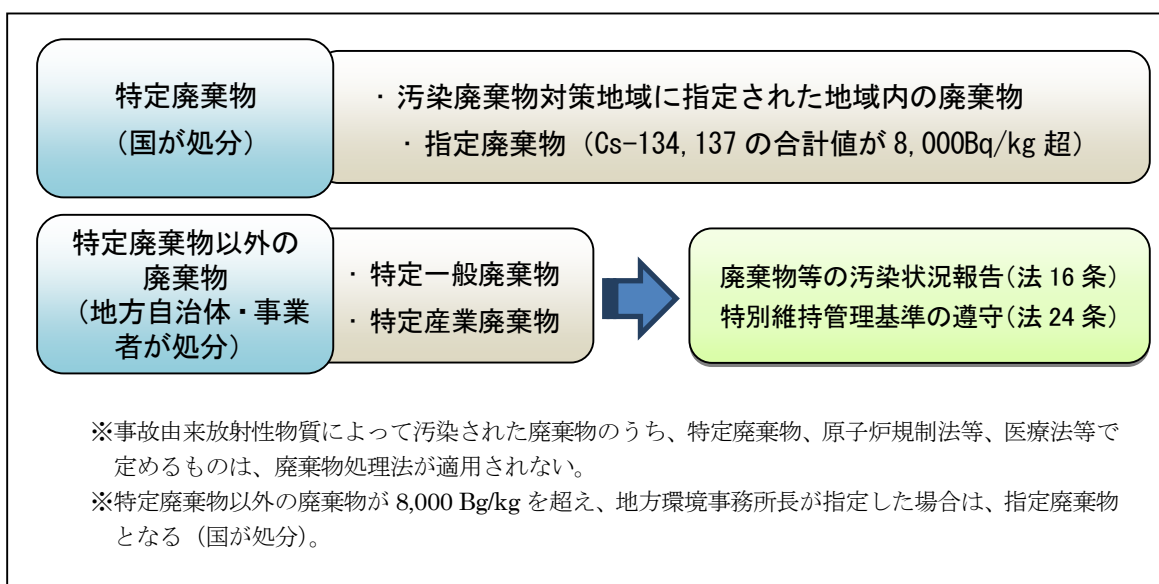 特定廃棄物
(国が処分)
・汚染廃棄物対策地域に指定された地域内の廃棄物
・指定廃棄物（Cs-134,137 の合計値が 8,000Bq/kg 超）
特定廃棄物以外の
廃棄物
(地方自治体・事業
者が処分)
・特定一般廃棄物
・特定産業廃棄物
廃棄物等の汚染状況報告(法 16 条)
特別維持管理基準の遵守(法 24 条)
※事故由来放射性物質によって汚染された廃棄物のうち、特定廃棄物、原子炉規制法等、医療法等で
定めるものは、廃棄物処理法が適用されない。
※特定廃棄物以外の廃棄物が 8,000 Bg/kg を超え、地方環境事務所長が指定した場合は、指定廃棄物
となる（国が処分）。